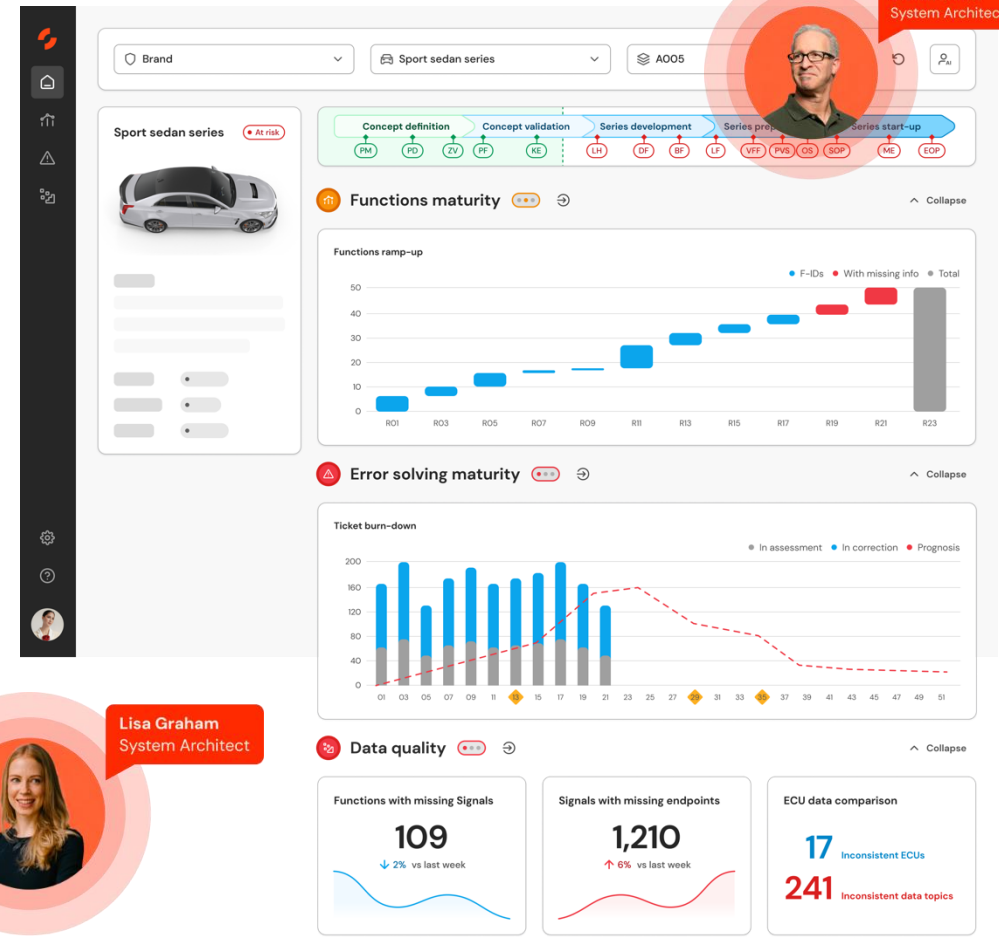 System Architec
Brand
Sport sedan series
A005
Sport sedan series
At risk
Concept definition
Concept validation
Series development
Series prep
Series start-up
PM
PD
ZV
PF
KE
LH
DF
BF
LF
VFF
PVS
OS
SOP
ME
EOP
Functions maturity
Collapse
Functions ramp-up
F-IDs
With missing info
Total
50
40
30
20
10
0
R01
R03
R05
R07
R09
R11
R13
R15
R17
R19
R21
R23
Error solving maturity
Collapse
Ticket burn-down
In assessment
In correction
Prognosis
200
160
120
80
40
0
01
03
05
07
09
11
13
15
17
19
21
23
25
27
29
31
33
35
37
39
41
43
45
47
49
51
Lisa Graham
System Architect
Data quality
Collapse
Functions with missing Signals
109
2% vs last week
Signals with missing endpoints
1,210
6% vs last week
ECU data comparison
17 Inconsistent ECUs
241 Inconsistent data topics